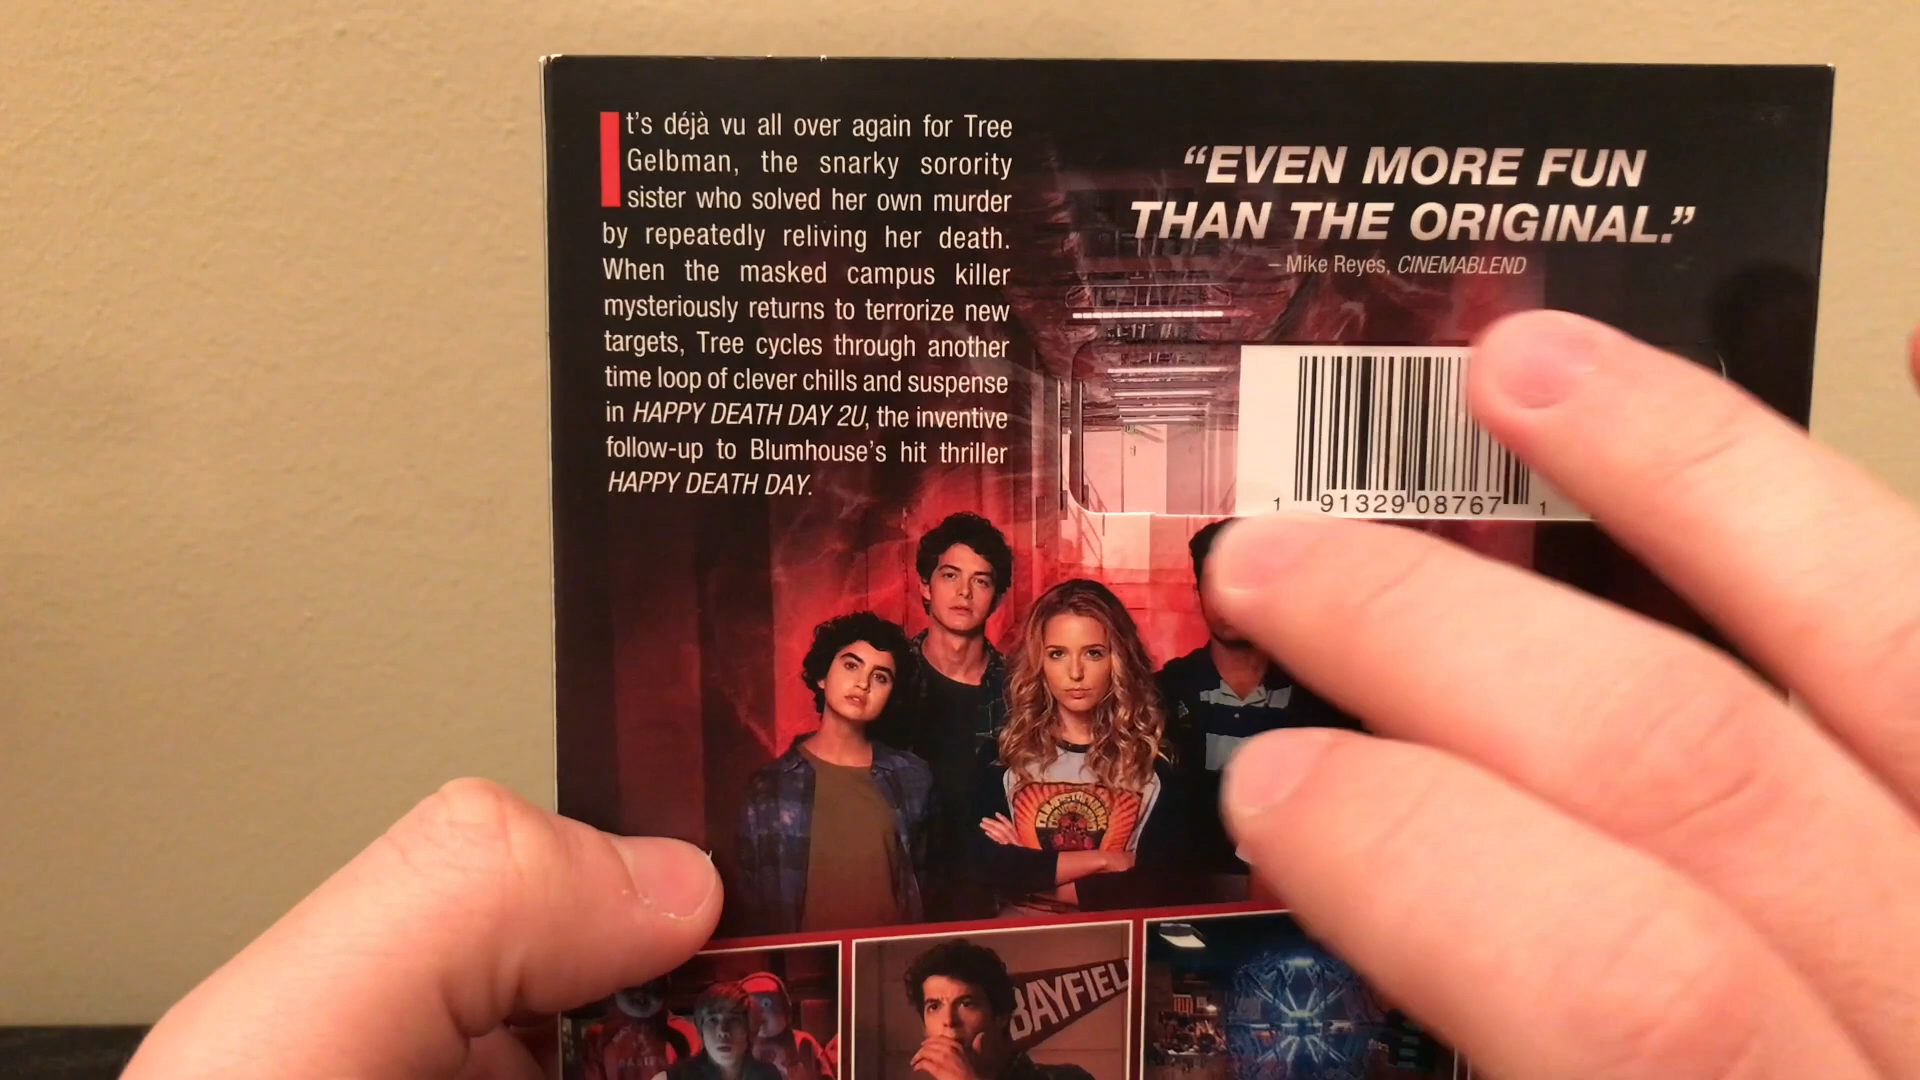 It's déjà vu all over again for Tree
Gelbman, the snarky sorority
sister who solved her own murder
by repeatedly reliving her death.
When the masked campus killer
mysteriously returns to terrorize new
targets, Tree cycles through another
time loop of clever chills and suspense
in HAPPY DEATH DAY 2U, the inventive
follow-up to Blumhouse's hit thriller
HAPPY DEATH DAY.
“EVEN MORE FUN
THAN THE ORIGINAL.”
– Mike Reyes, CINEMABLEND
1 91329 08767 1